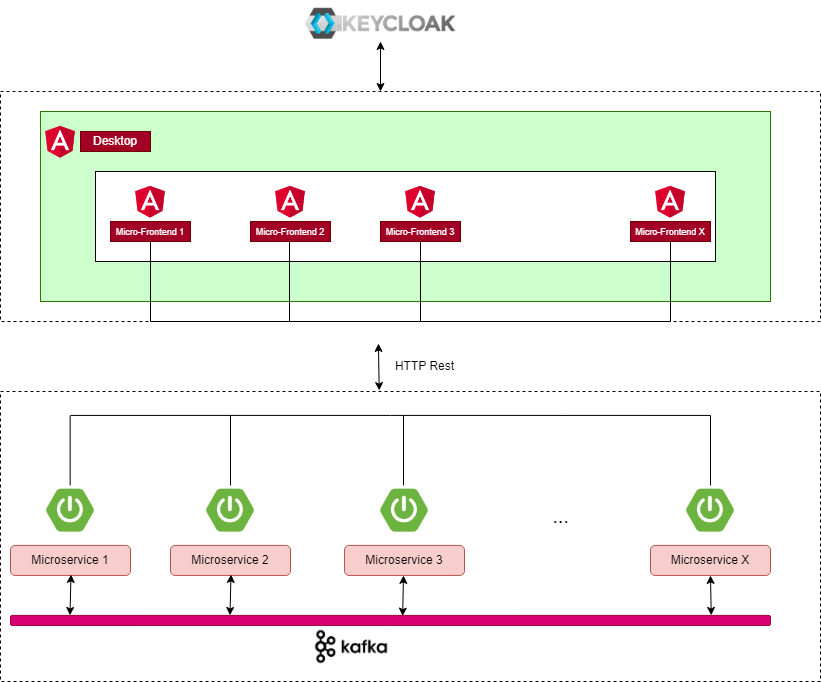 KEYCLOAK
Desktop
Micro-Frontend 1
Micro-Frontend 2
Micro-Frontend 3
Micro-Frontend X
HTTP Rest
...
Microservice 1
Microservice 2
Microservice 3
Microservice X
kafka